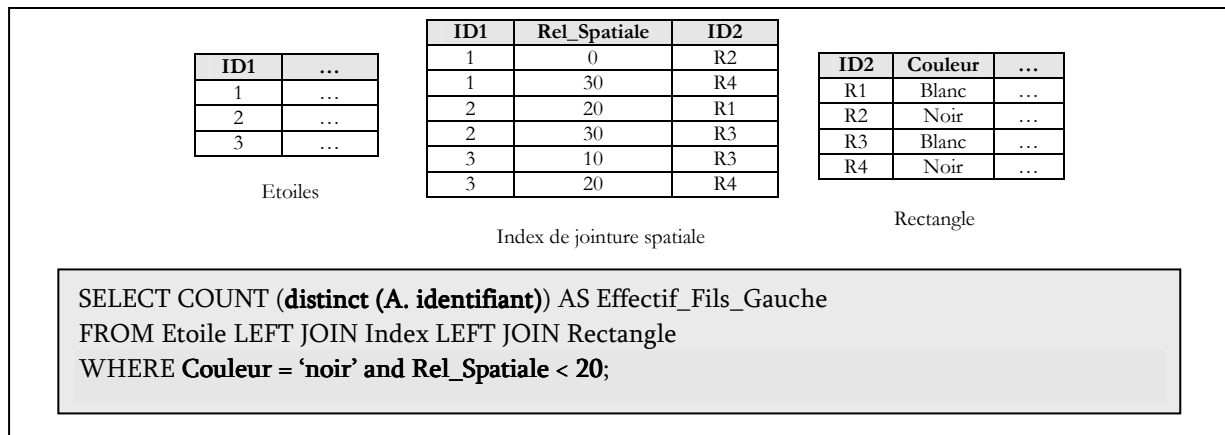 ID1 …
1 …
2 …
3 …
Etoiles
ID1 Rel_Spatiale ID2
1 0 R2
1 30 R4
2 20 R1
2 30 R3
3 10 R3
3 20 R4
Index de jointure spatiale
ID2 Couleur …
R1 Blanc …
R2 Noir …
R3 Blanc …
R4 Noir …
Rectangle
SELECT COUNT (distinct (A. identifiant)) AS Effectif_Fils_Gauche
FROM Etoile LEFT JOIN Index LEFT JOIN Rectangle
WHERE Couleur = ‘noir’ and Rel_Spatiale < 20;